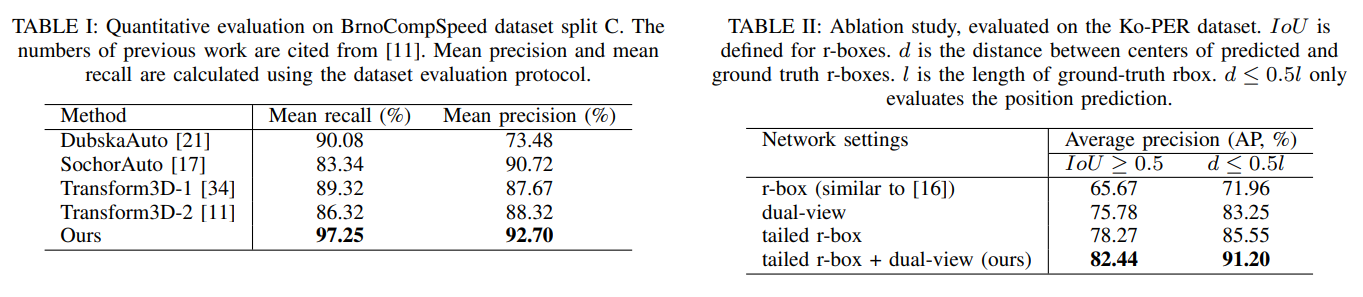 TABLE I: Quantitative evaluation on BrnoCompSpeed dataset split C. The
numbers of previous work are cited from [11]. Mean precision and mean
recall are calculated using the dataset evaluation protocol.
Method Mean recall (%) Mean precision (%)
DubskaAuto [21] 90.08 73.48
SochorAuto [17] 83.34 90.72
Transform3D-1 [34] 89.32 87.67
Transform3D-2 [11] 86.32 88.32
Ours 97.25 92.70
TABLE II: Ablation study, evaluated on the Ko-PER dataset. IoU is
defined for r-boxes. d is the distance between centers of predicted and
ground truth r-boxes. l is the length of ground-truth rbox. d ≤ 0.5l only
evaluates the position prediction.
Network settings Average precision (AP, %)
IoU ≥ 0.5 d ≤ 0.5l
r-box (similar to [16]) 65.67 71.96
dual-view 75.78 83.25
tailed r-box 78.27 85.55
tailed r-box + dual-view (ours) 82.44 91.20